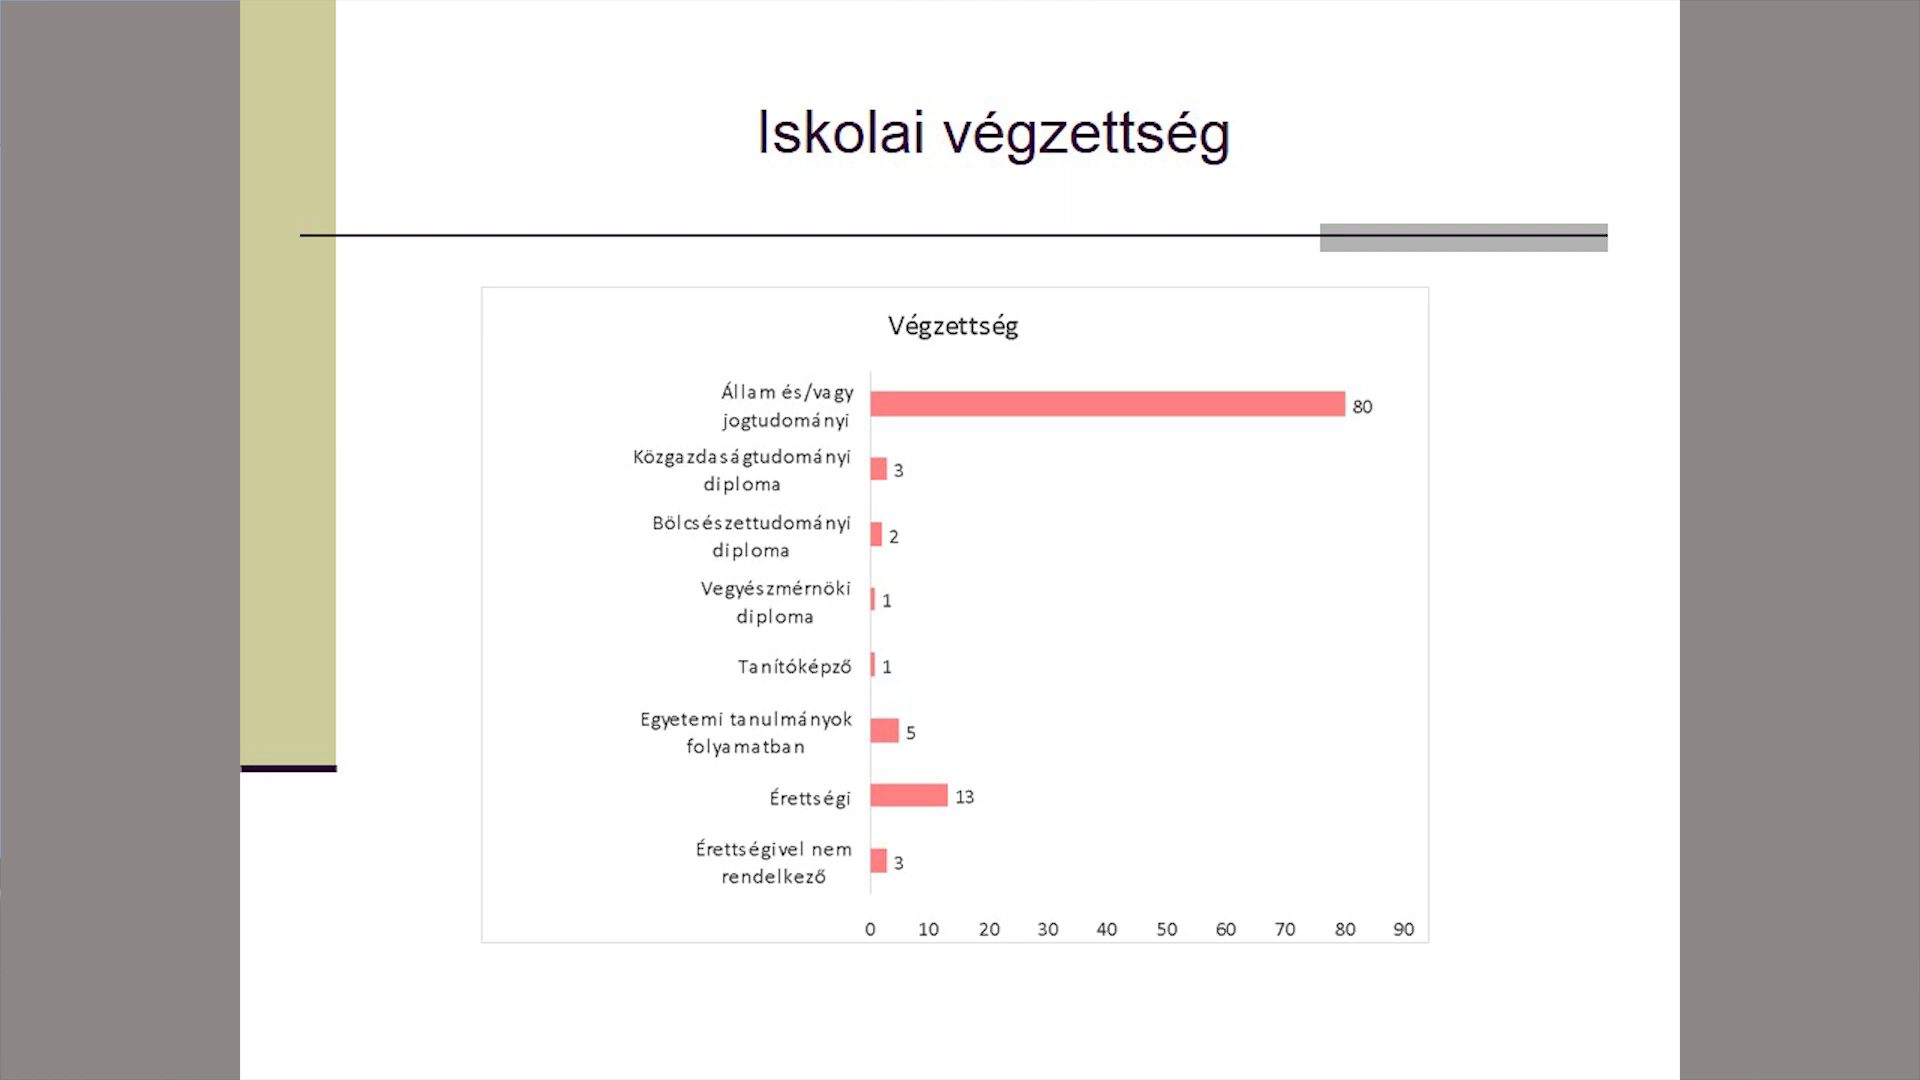 Iskolai végzettség
Végzettség
Állam és/vagy
jogtudományi
80
Közgazdaságtudományi
diploma
3
Bölcsészettudományi
diploma
2
Vegyészmérnöki
diploma
1
Tanítóképző
1
Egyetemi tanulmányok
folyamatban
5
Érettségi
13
Érettségivel nem
rendelkező
3
0 10 20 30 40 50 60 70 80 90